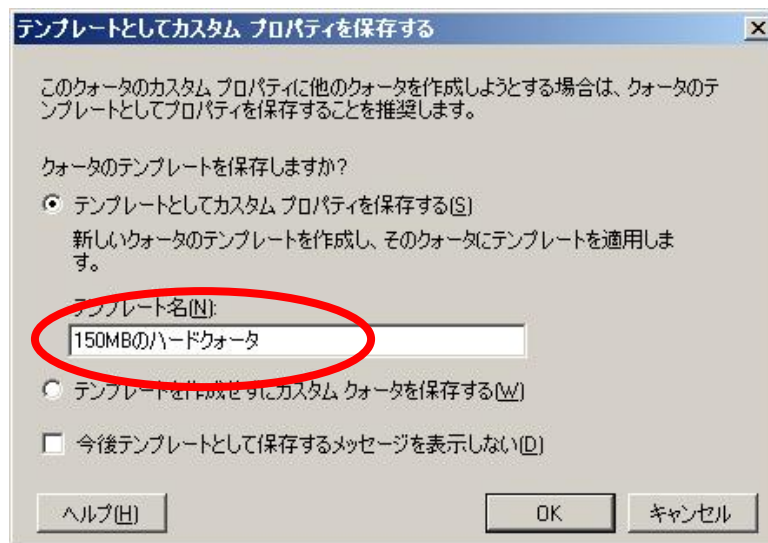 テンプレートとしてカスタム プロパティを保存する
このクォータのカスタム プロパティに他のクォータを作成しようとする場合は、クォータのテ
ンプレートとしてプロパティを保存することを推奨します。
クォータのテンプレートを保存しますか?
テンプレートとしてカスタム プロパティを保存する(S)
新しいクォータのテンプレートを作成し、そのクォータにテンプレートを適用しま
す。
テンプレート名(N):
150MBのハードクォータ
テンプレートを作成せずにカスタム クォータを保存する(W)
今後テンプレートとして保存するメッセージを表示しない(D)
ヘルプ(H)
OK
キャンセル